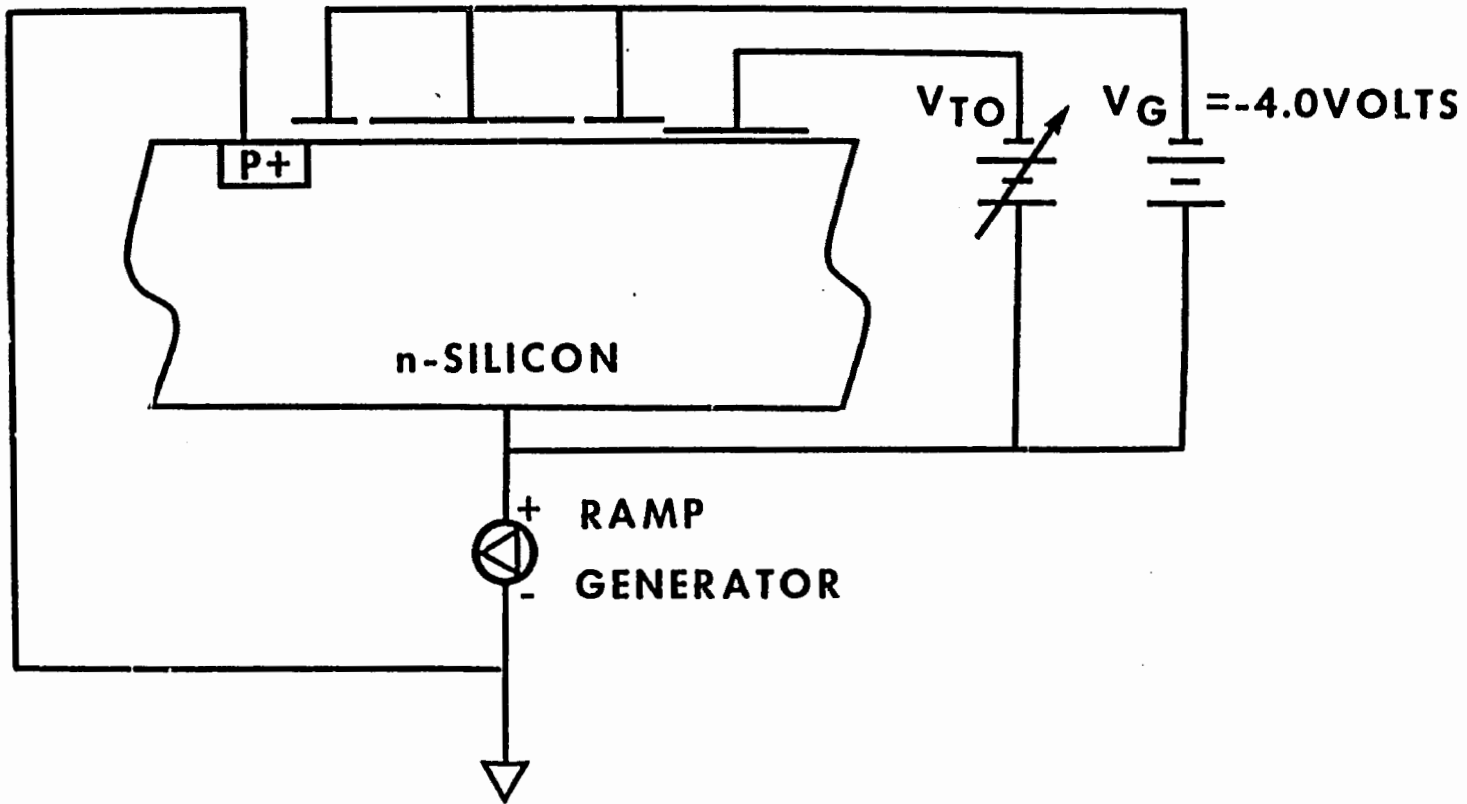 VTO VG =-4.0VOLTS
P+
n-SILICON
+ RAMP
- GENERATOR